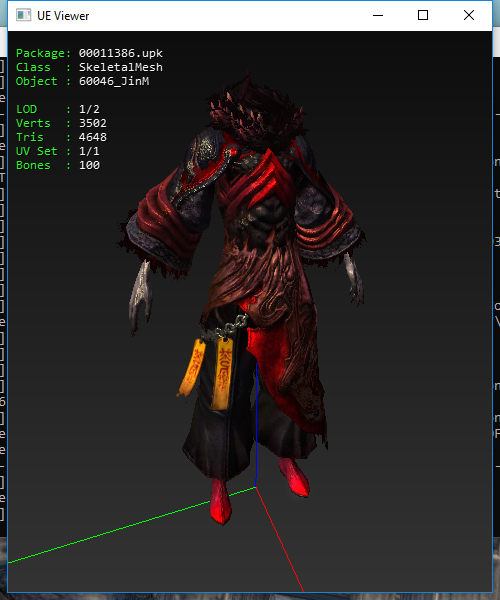 UE Viewer
Package: 00011386.upk
Class : SkeletalMesh
Object : 60046_JinM
LOD : 1/2
Verts : 3502
Tris : 4648
UV Set : 1/1
Bones : 100